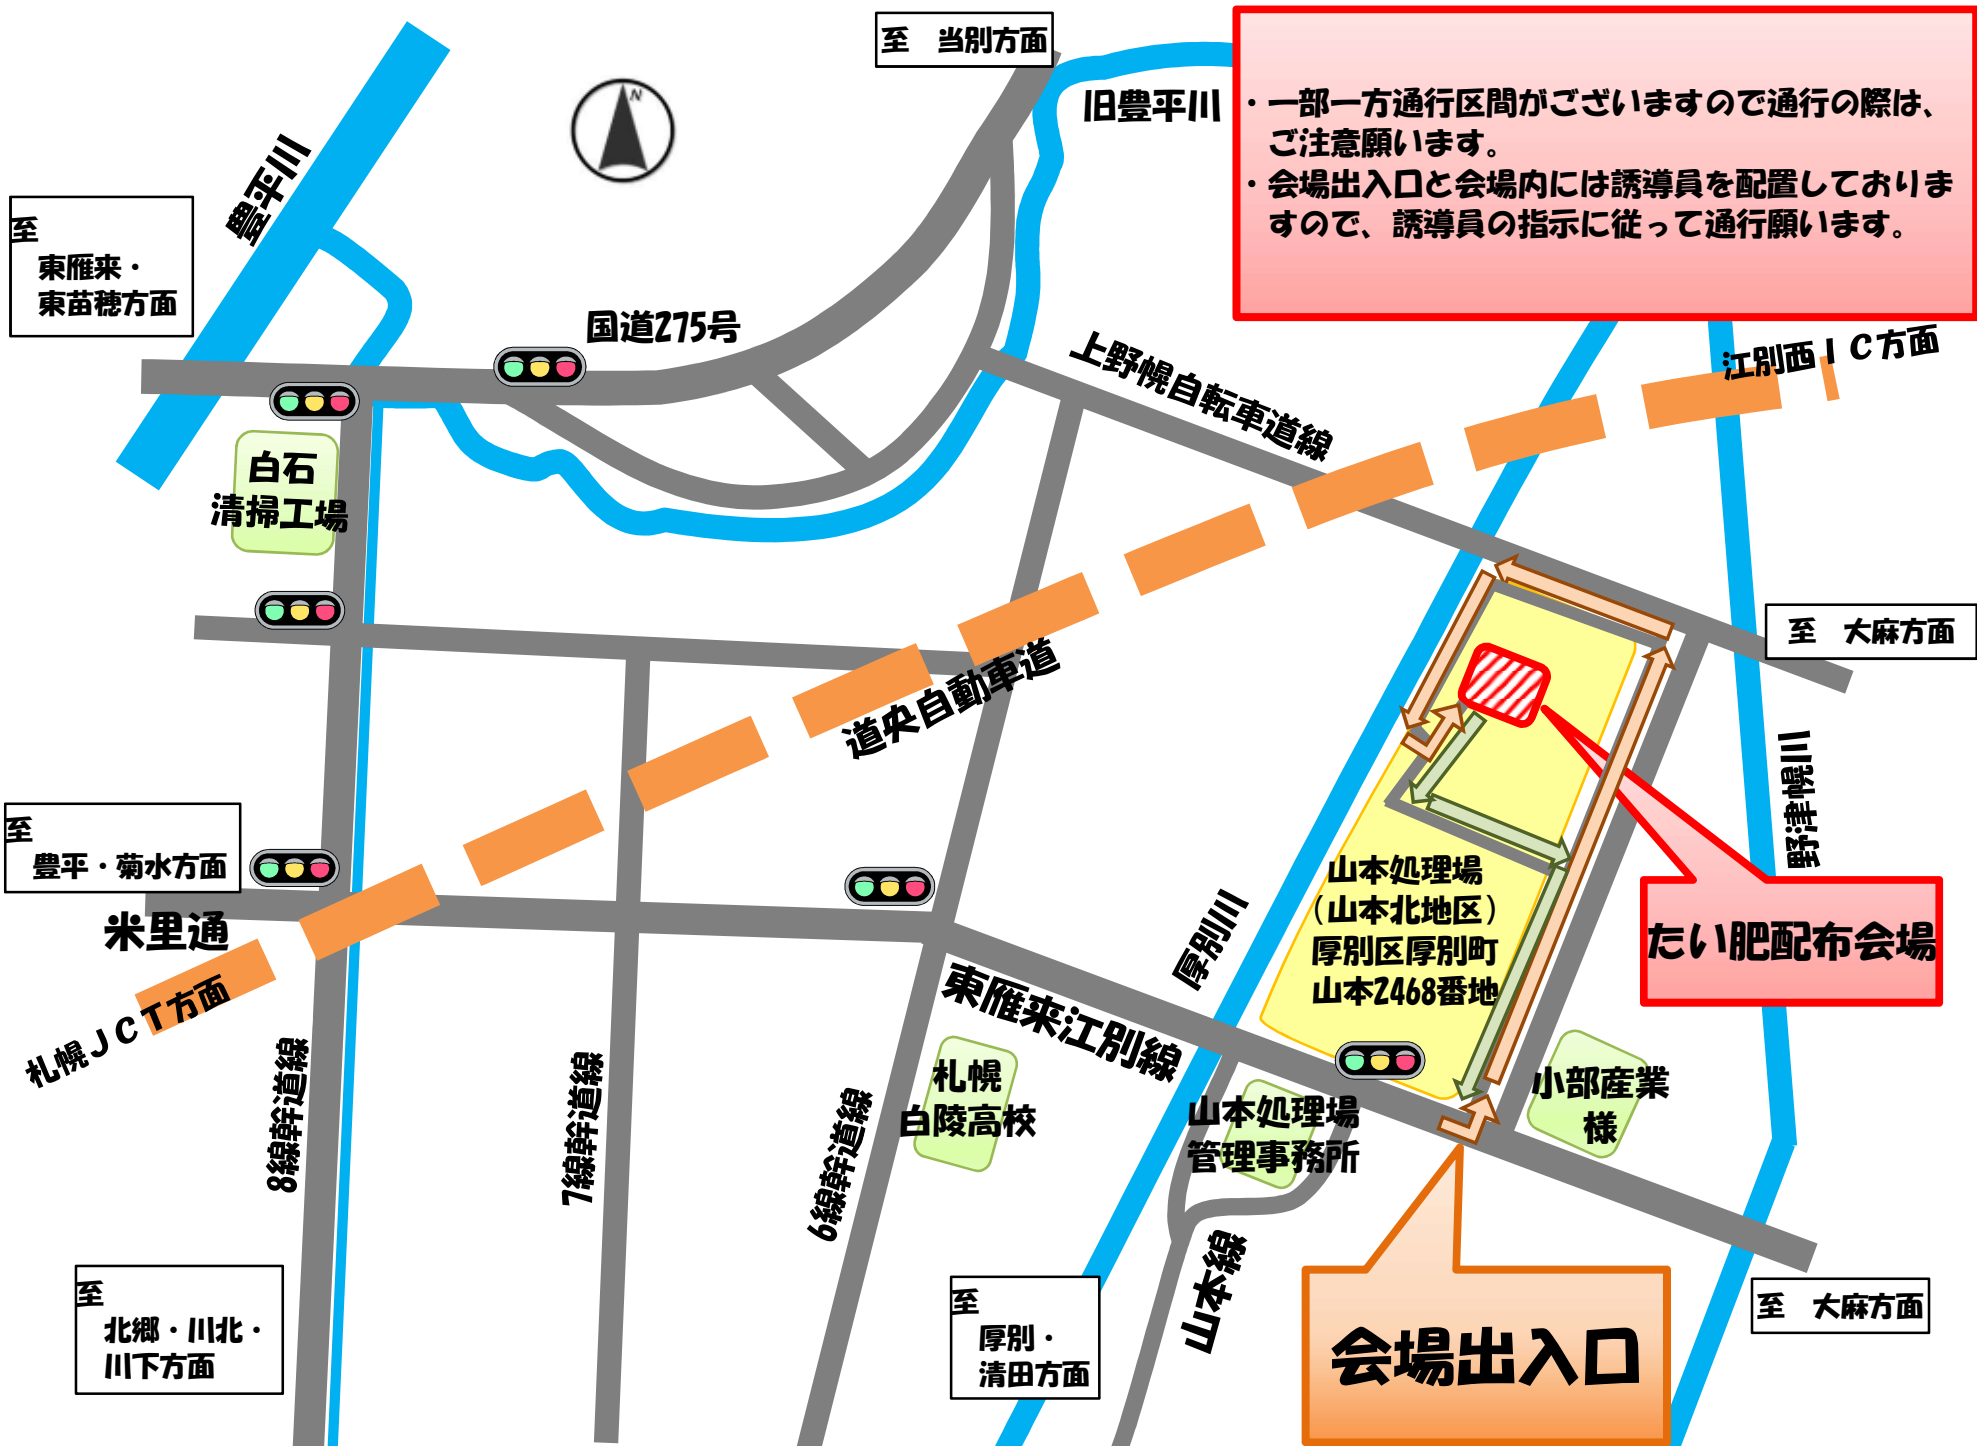 至　当別方面
旧豊平川
・一部一方通行区間がございますので通行の際は、
ご注意願います。
・会場出入口と会場内には誘導員を配置しておりま
すので、誘導員の指示に従って通行願います。
N
豊平川
至
東雁来・
東苗穂方面
国道275号
上野幌自転車道線
江別西IC方面
白石
清掃工場
至　大麻方面
道央自動車道
野津幌川
至
豊平・菊水方面
米里通
山本処理場
（山本北地区）
厚別区厚別町
山本2468番地
たい肥配布会場
厚別川
札幌JCT方面
東雁来江別線
8線幹道線
7線幹道線
6線幹道線
札幌
白陵高校
山本処理場
管理事務所
小部産業
様
山本線
至
北郷・川北・
川下方面
至
厚別・
清田方面
会場出入口
至　大麻方面